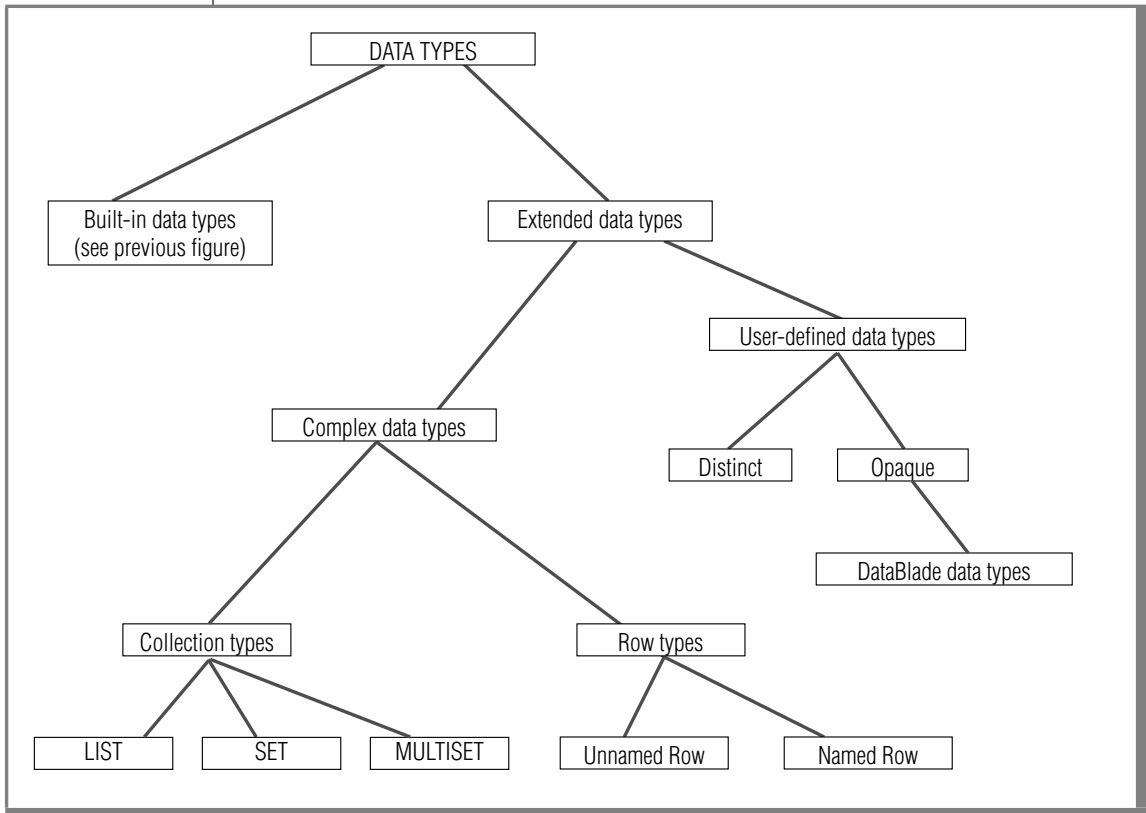 DATA TYPES
Built-in data types
(see previous figure)
Extended data types
User-defined data types
Complex data types
Distinct
Opaque
DataBlade data types
Collection types
Row types
LIST
SET
MULTISET
Unnamed Row
Named Row